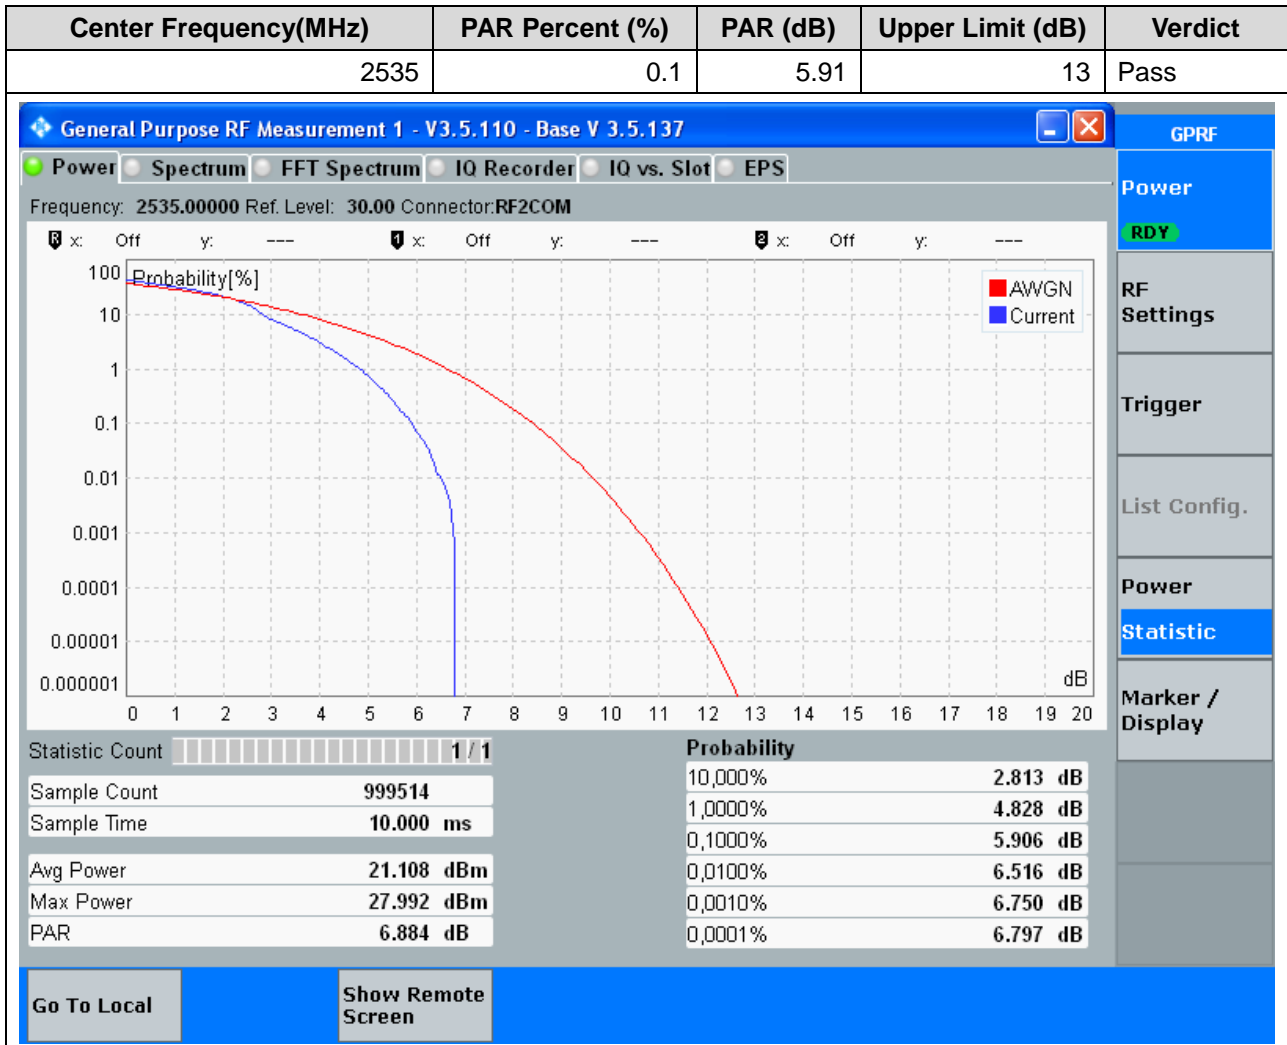 Center Frequency(MHz) PAR Percent (%) PAR (dB) Upper Limit (dB) Verdict
2535 0.1 5.91 13 Pass
General Purpose RF Measurement 1 - V3.5.110 - Base V 3.5.137
GPRF
Power Spectrum FFT Spectrum IQ Recorder IQ vs. Slot EPS
Power
RDY
Frequency: 2535.00000 Ref. Level: 30.00 Connector:RF2COM
R x: Off y: --- 1 x: Off y: --- 2 x: Off y: ---
Probability[%]
100
10
1
0.1
0.01
0.001
0.0001
0.00001
0.000001
AWGN
Current
dB
0 1 2 3 4 5 6 7 8 9 10 11 12 13 14 15 16 17 18 19 20
RF
Settings
Trigger
List Config.
Power
Statistic
Marker /
Display
Statistic Count 1 / 1
Sample Count 999514
Sample Time 10.000 ms
Avg Power 21.108 dBm
Max Power 27.992 dBm
PAR 6.884 dB
Probability
10,000% 2.813 dB
1,0000% 4.828 dB
0,1000% 5.906 dB
0,0100% 6.516 dB
0,0010% 6.750 dB
0,0001% 6.797 dB
Go To Local
Show Remote
Screen